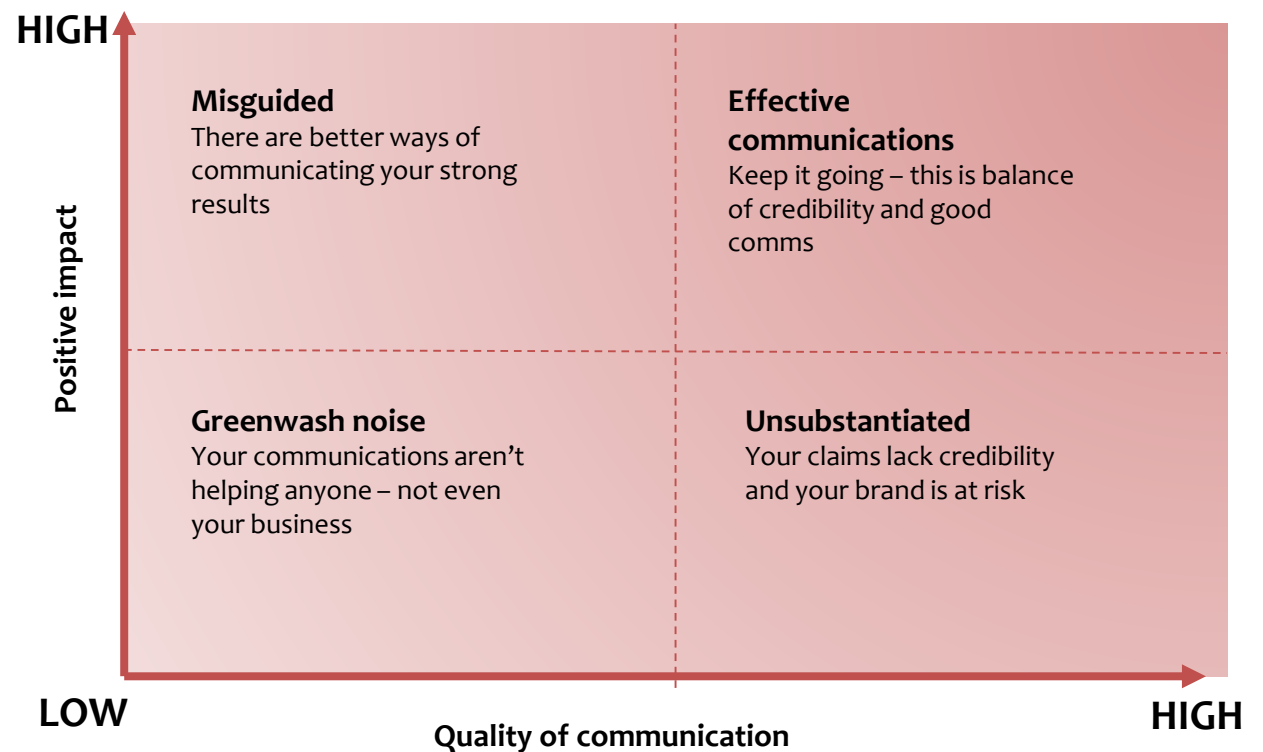 HIGH
Positive impact
Misguided
There are better ways of
communicating your strong
results
Effective
communications
Keep it going – this is balance
of credibility and good
comms
Greenwash noise
Your communications aren’t
helping anyone – not even
your business
Unsubstantiated
Your claims lack credibility
and your brand is at risk
LOW
Quality of communication
HIGH